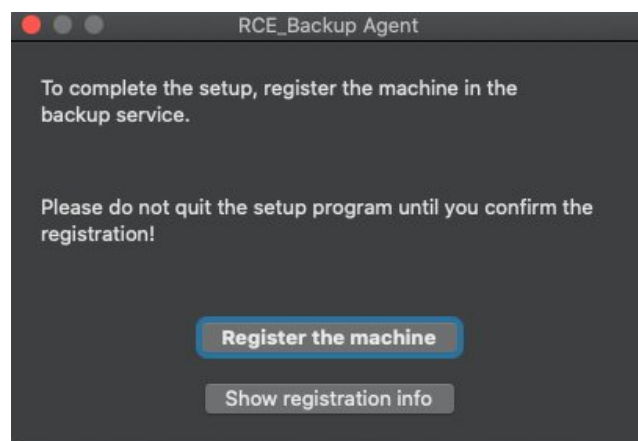 RCE_Backup Agent
To complete the setup, register the machine in the
backup service.
Please do not quit the setup program until you confirm the
registration!
Register the machine
Show registration info